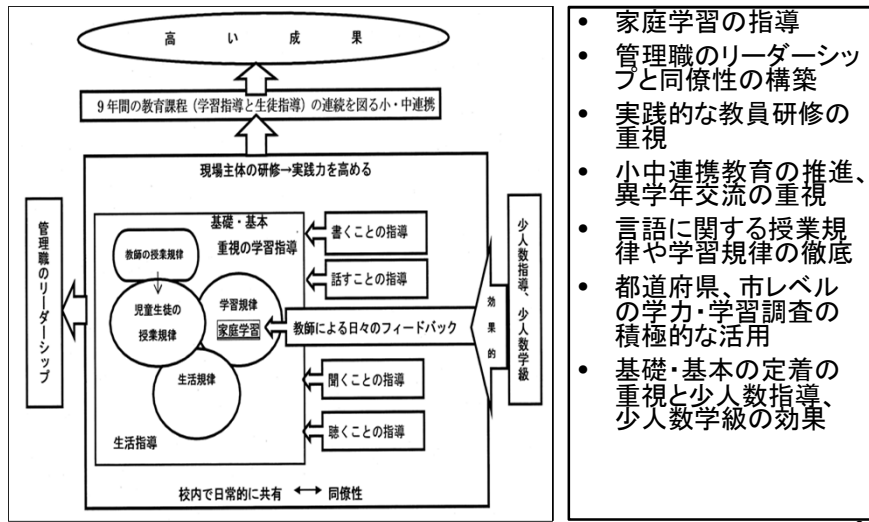 高い成果
9年間の教育課程（学習指導と生徒指導）の連続を図る小・中連携
現場主体の研修→実践力を高める
管理職のリーダーシップ
基礎・基本
重視の学習指導
教師の授業規律
児童生徒の
授業規律
学習規律
家庭学習
生活規律
生活指導
書くことの指導
話すことの指導
教師による日々のフィードバック
聞くことの指導
聴くことの指導
効果的
少人数指導、少人数学級
校内で日常的に共有 ↔ 同僚性
• 家庭学習の指導
• 管理職のリーダーシッ
プと同僚性の構築
• 実践的な教員研修の
重視
• 小中連携教育の推進、
異学年交流の重視
• 言語に関する授業規
律や学習規律の徹底
• 都道府県、市レベル
の学力・学習調査の
積極的な活用
• 基礎・基本の定着の
重視と少人数指導、
少人数学級の効果